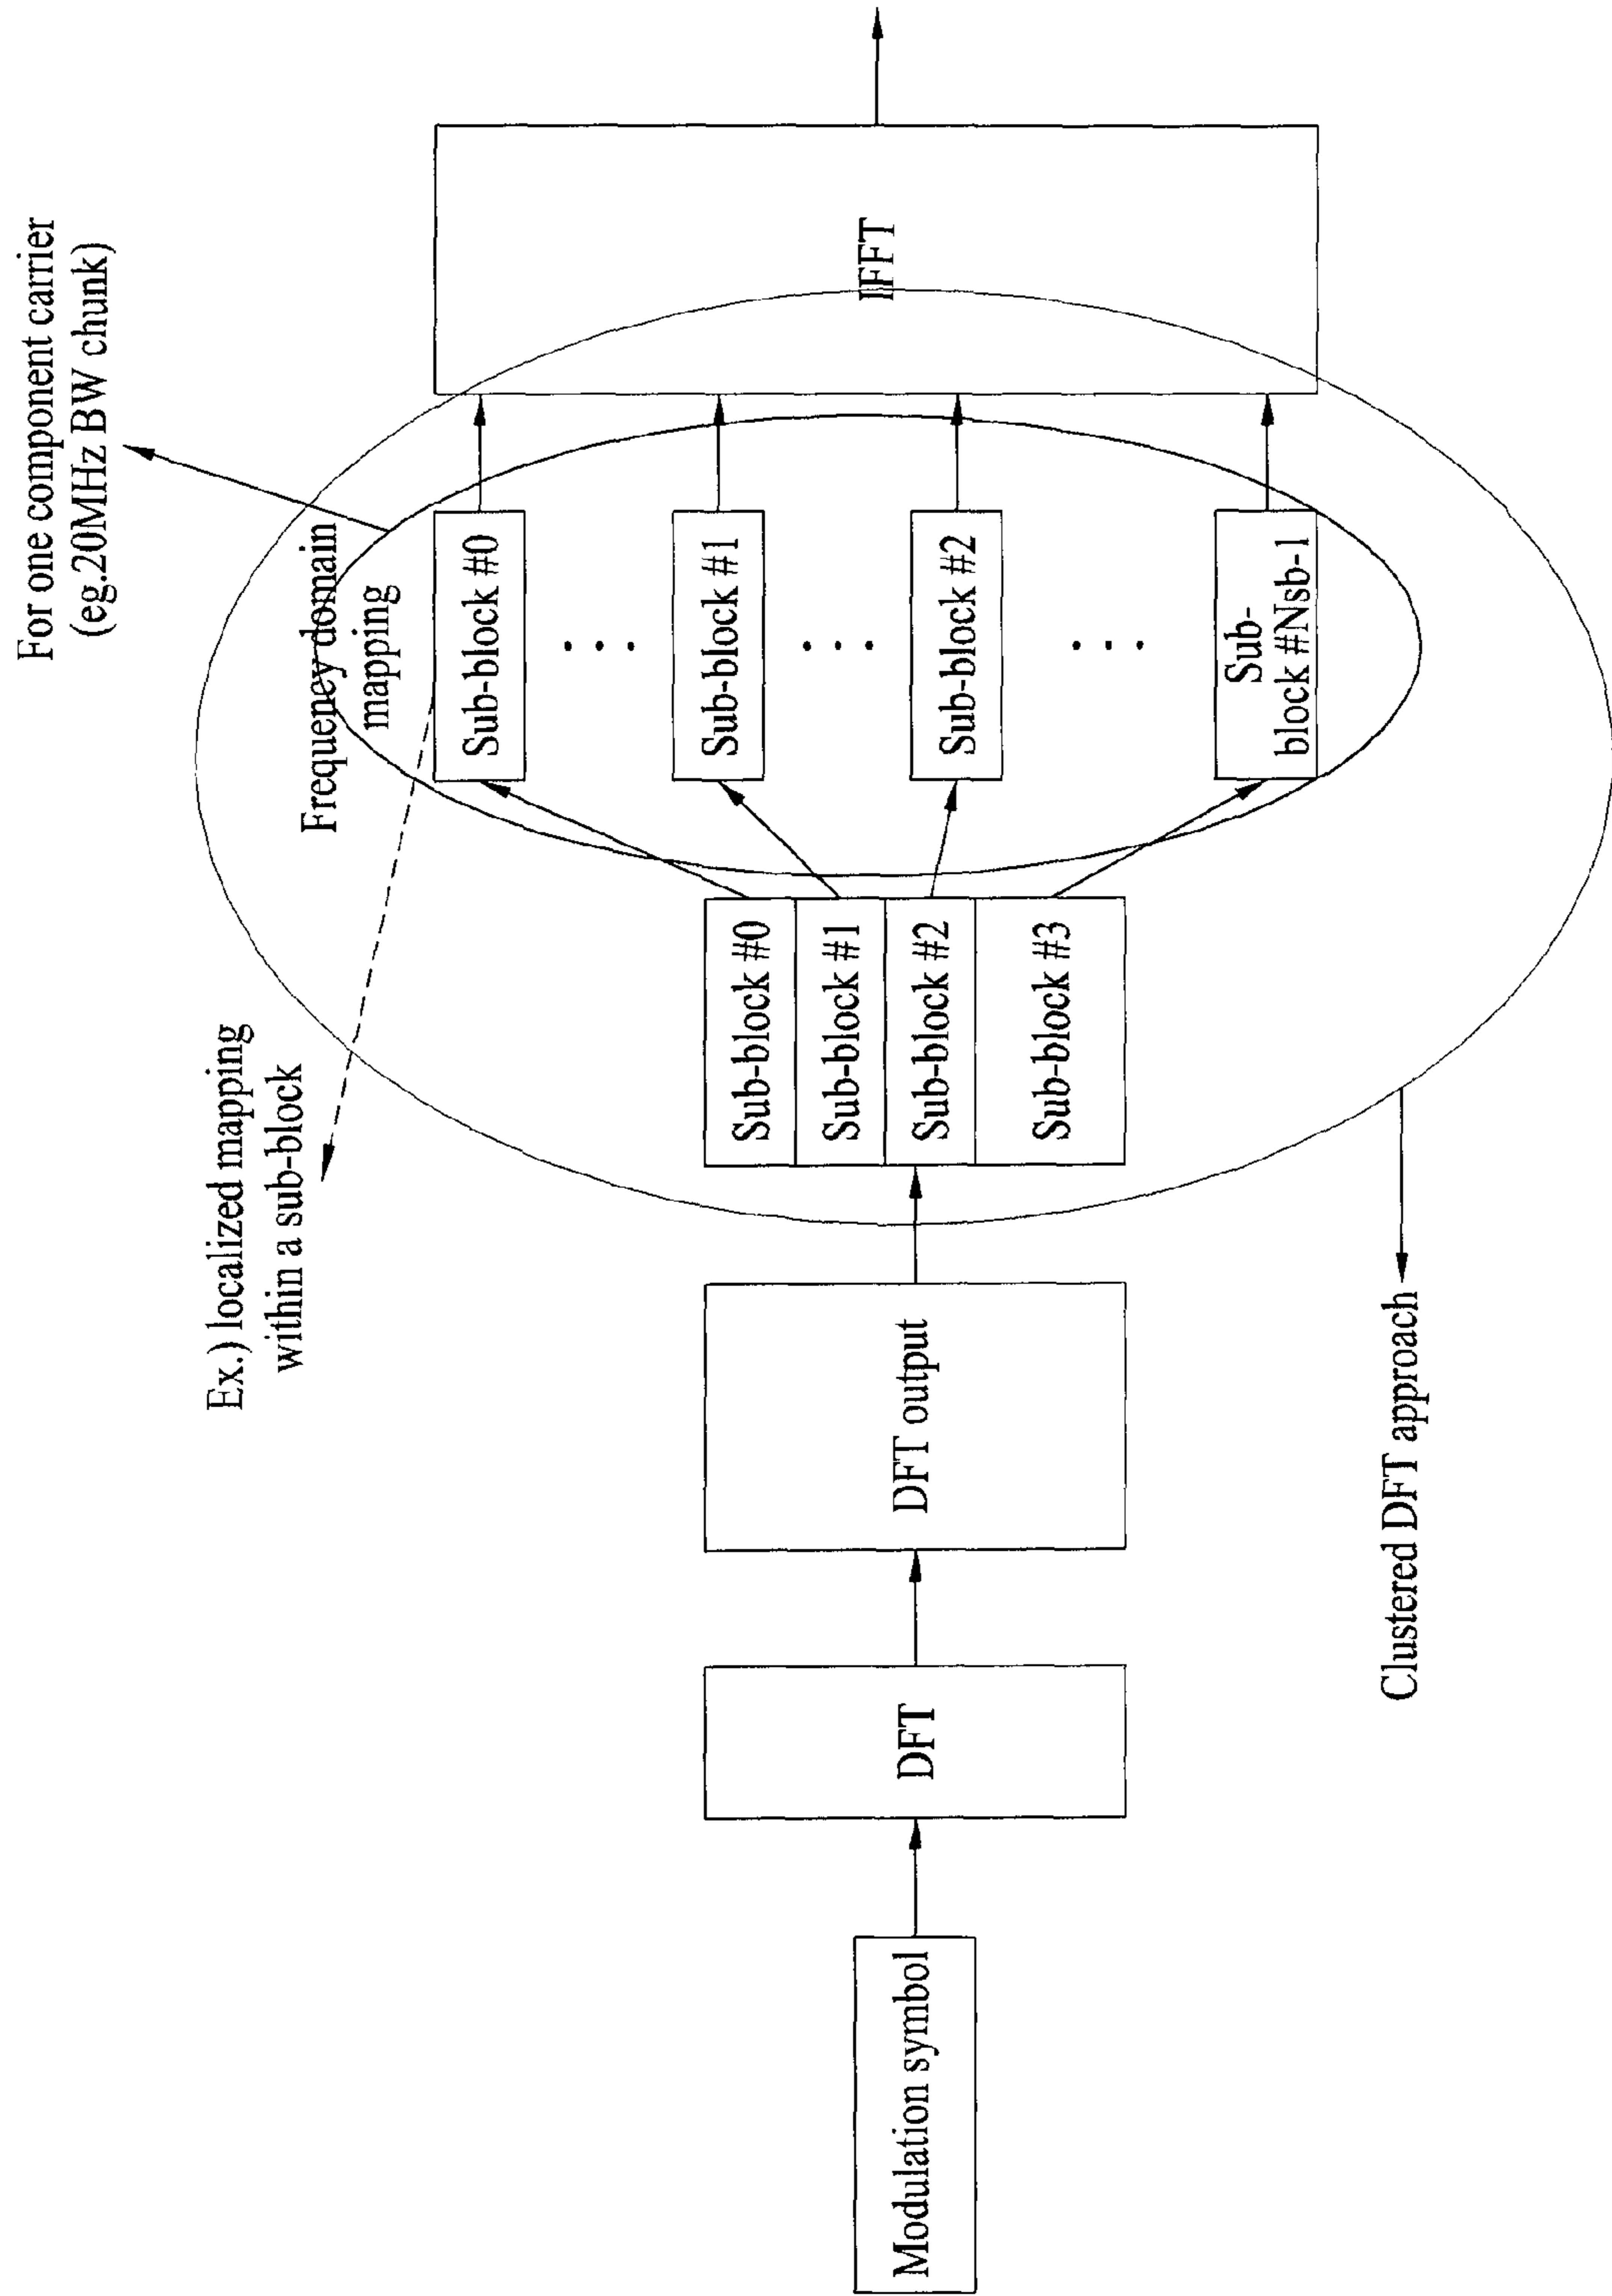 For one component carrier
(eg.20MHz BW chunk)
Ex.) localized mapping
within a sub-block
Frequency domain
mapping
Modulation symbol
DFT
DFT output
Sub-block #0
Sub-block #1
Sub-block #2
Sub-block #3
Sub-block #0
Sub-block #1
Sub-block #2
Sub-
block #Nsb-1
IFFT
Clustered DFT approach